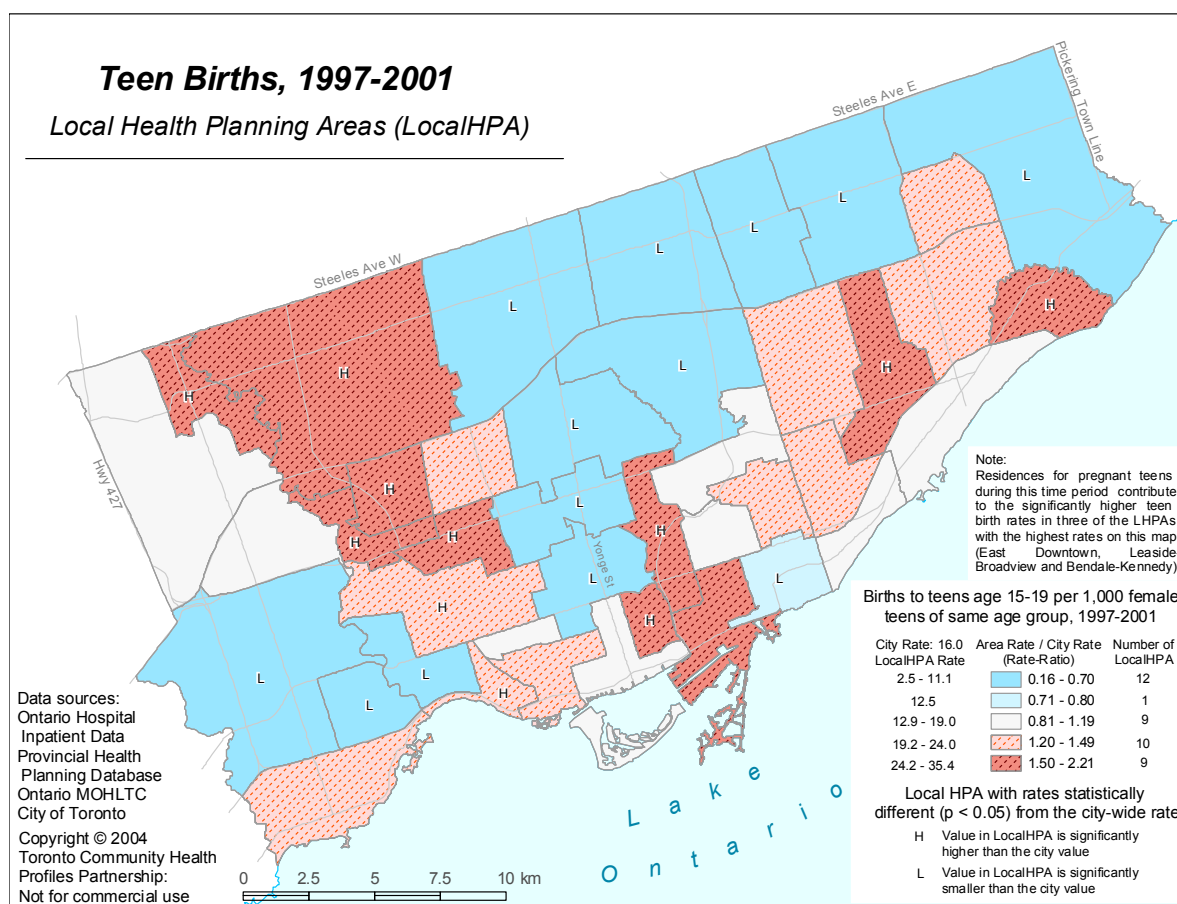 Teen Births, 1997-2001
Local Health Planning Areas (LocalHPA)
Steeles Ave E
Pickering Town Line
Steeles Ave W
Hwy 427
Yonge St
L
L
L
L
L
L
H
H
L
H
H
L
L
H
H
H
H
L
L
H
H
L
L
L
H
Note:
Residences for pregnant teens
during this time period contribute
to the significantly higher teen
birth rates in three of the LHPAs
with the highest rates on this map
(East Downtown, Leaside-
Broadview and Bendale-Kennedy)
Births to teens age 15-19 per 1,000 female
teens of same age group, 1997-2001
City Rate: 16.0 Area Rate / City Rate Number of
LocalHPA Rate (Rate-Ratio) LocalHPA
2.5 - 11.1 0.16 - 0.70 12
12.5 0.71 - 0.80 1
12.9 - 19.0 0.81 - 1.19 9
19.2 - 24.0 1.20 - 1.49 10
24.2 - 35.4 1.50 - 2.21 9
Local HPA with rates statistically
different (p < 0.05) from the city-wide rate
H Value in LocalHPA is significantly
higher than the city value
L Value in LocalHPA is significantly
smaller than the city value
Data sources:
Ontario Hospital
Inpatient Data
Provincial Health
Planning Database
Ontario MOHLTC
City of Toronto
Copyright © 2004
Toronto Community Health
Profiles Partnership:
Not for commercial use
0 2.5 5 7.5 10 km
Lake
Ontario